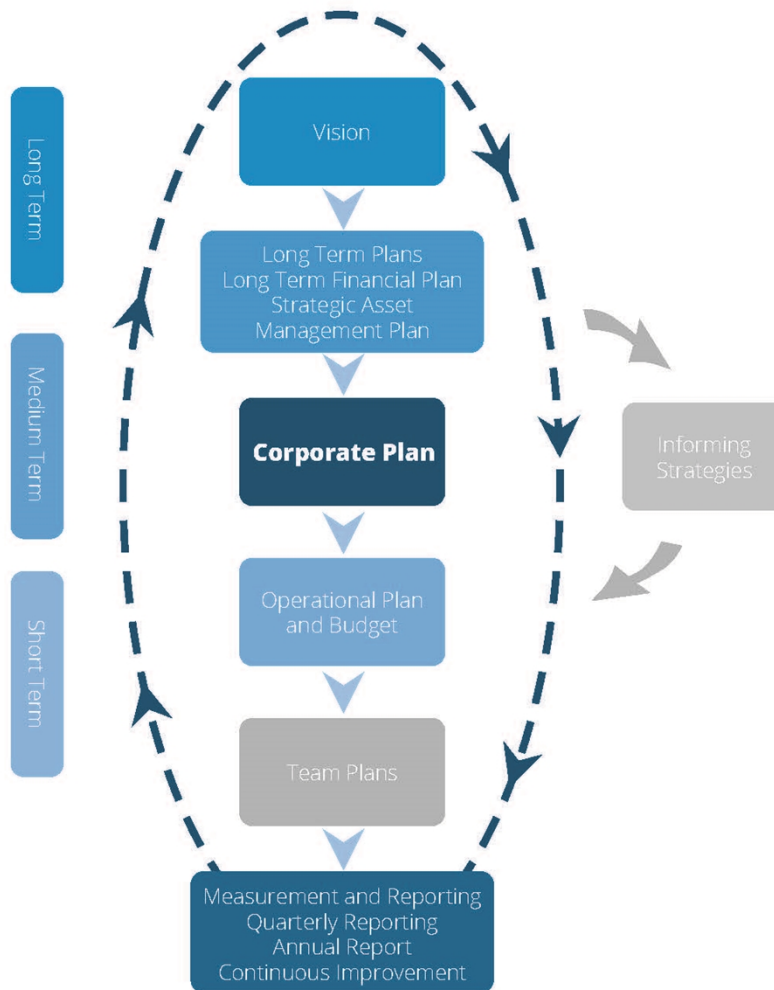 Long Term
Medium Term
Short Term
Vision
Long Term Plans
Long Term Financial Plan
Strategic Asset
Management Plan
Corporate Plan
Operational Plan
and Budget
Team Plans
Measurement and Reporting
Quarterly Reporting
Annual Report
Continuous Improvement
Informing
Strategies